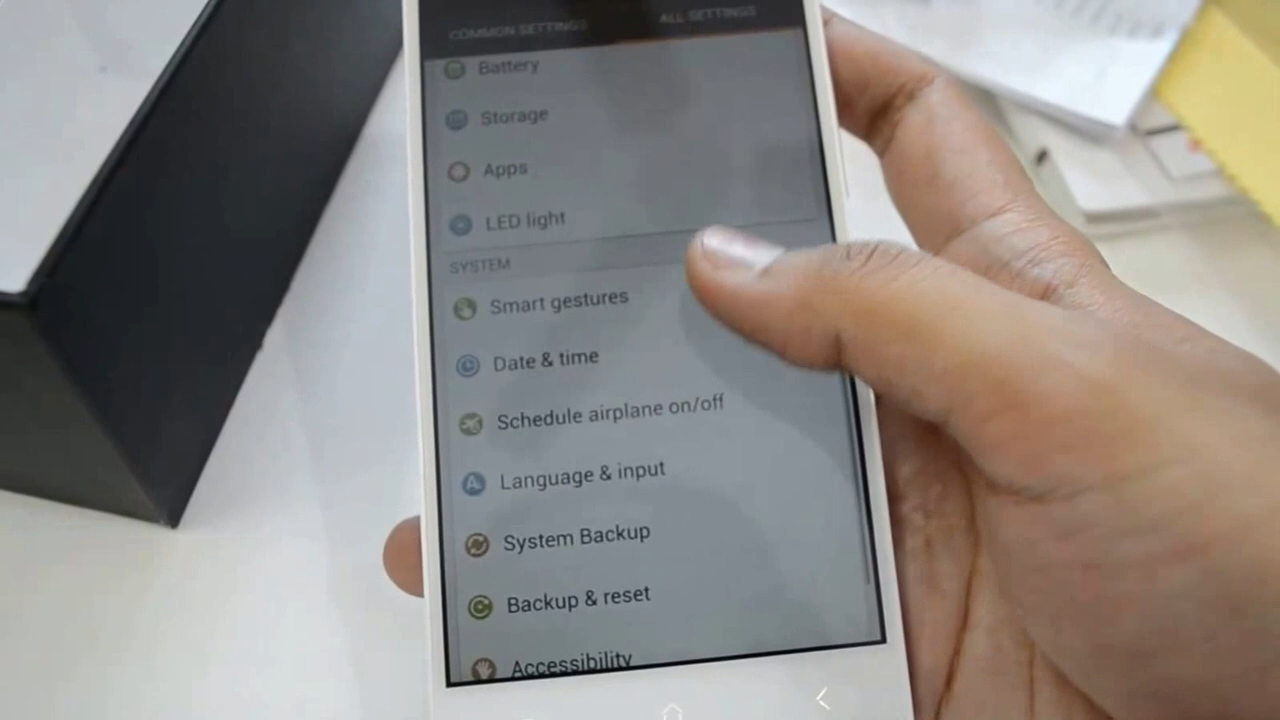 COMMON SETTINGS
ALL SETTINGS
Battery
Storage
Apps
LED light
SYSTEM
Smart gestures
Date & time
Schedule airplane on/off
Language & input
System Backup
Backup & reset
Accessibility